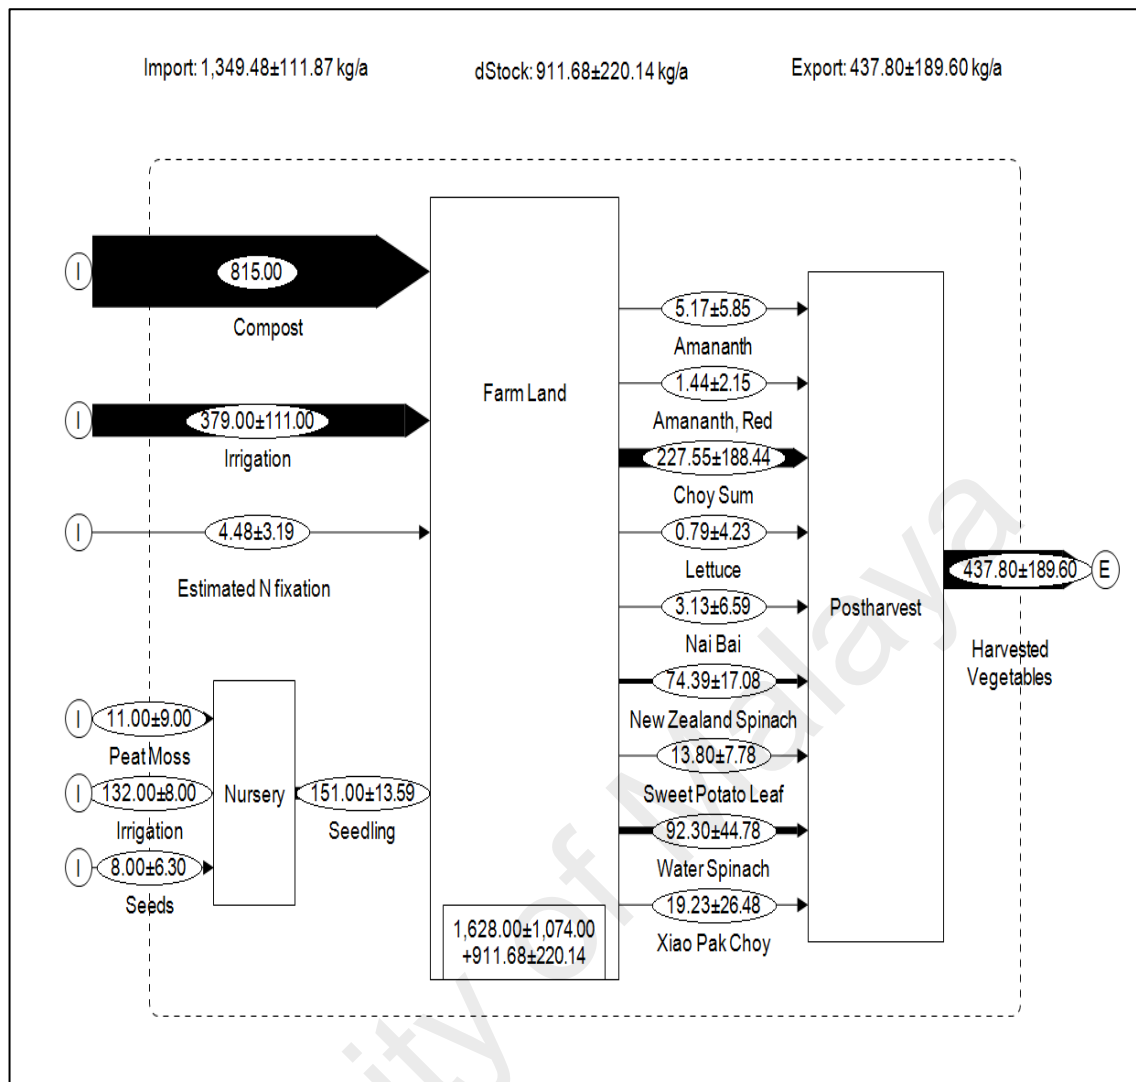 Import: 1,349.48±111.87 kg/a
dStock: 911.68±220.14 kg/a
Export: 437.80±189.60 kg/a
I
815.00
Compost
I
379.00±111.00
Irrigation
I
4.48±3.19
Estimated N fixation
I
11.00±9.00
Peat Moss
I
132.00±8.00
Irrigation
I
8.00±6.30
Seeds
Nursery
151.00±13.59
Seedling
Farm Land
1,628.00±1,074.00
+911.68±220.14
5.17±5.85
Amananth
1.44±2.15
Amananth, Red
227.55±188.44
Choy Sum
0.79±4.23
Lettuce
3.13±6.59
Nai Bai
74.39±17.08
New Zealand Spinach
13.80±7.78
Sweet Potato Leaf
92.30±44.78
Water Spinach
19.23±26.48
Xiao Pak Choy
Postharvest
437.80±189.60
E
Harvested
Vegetables
ity of Malaya